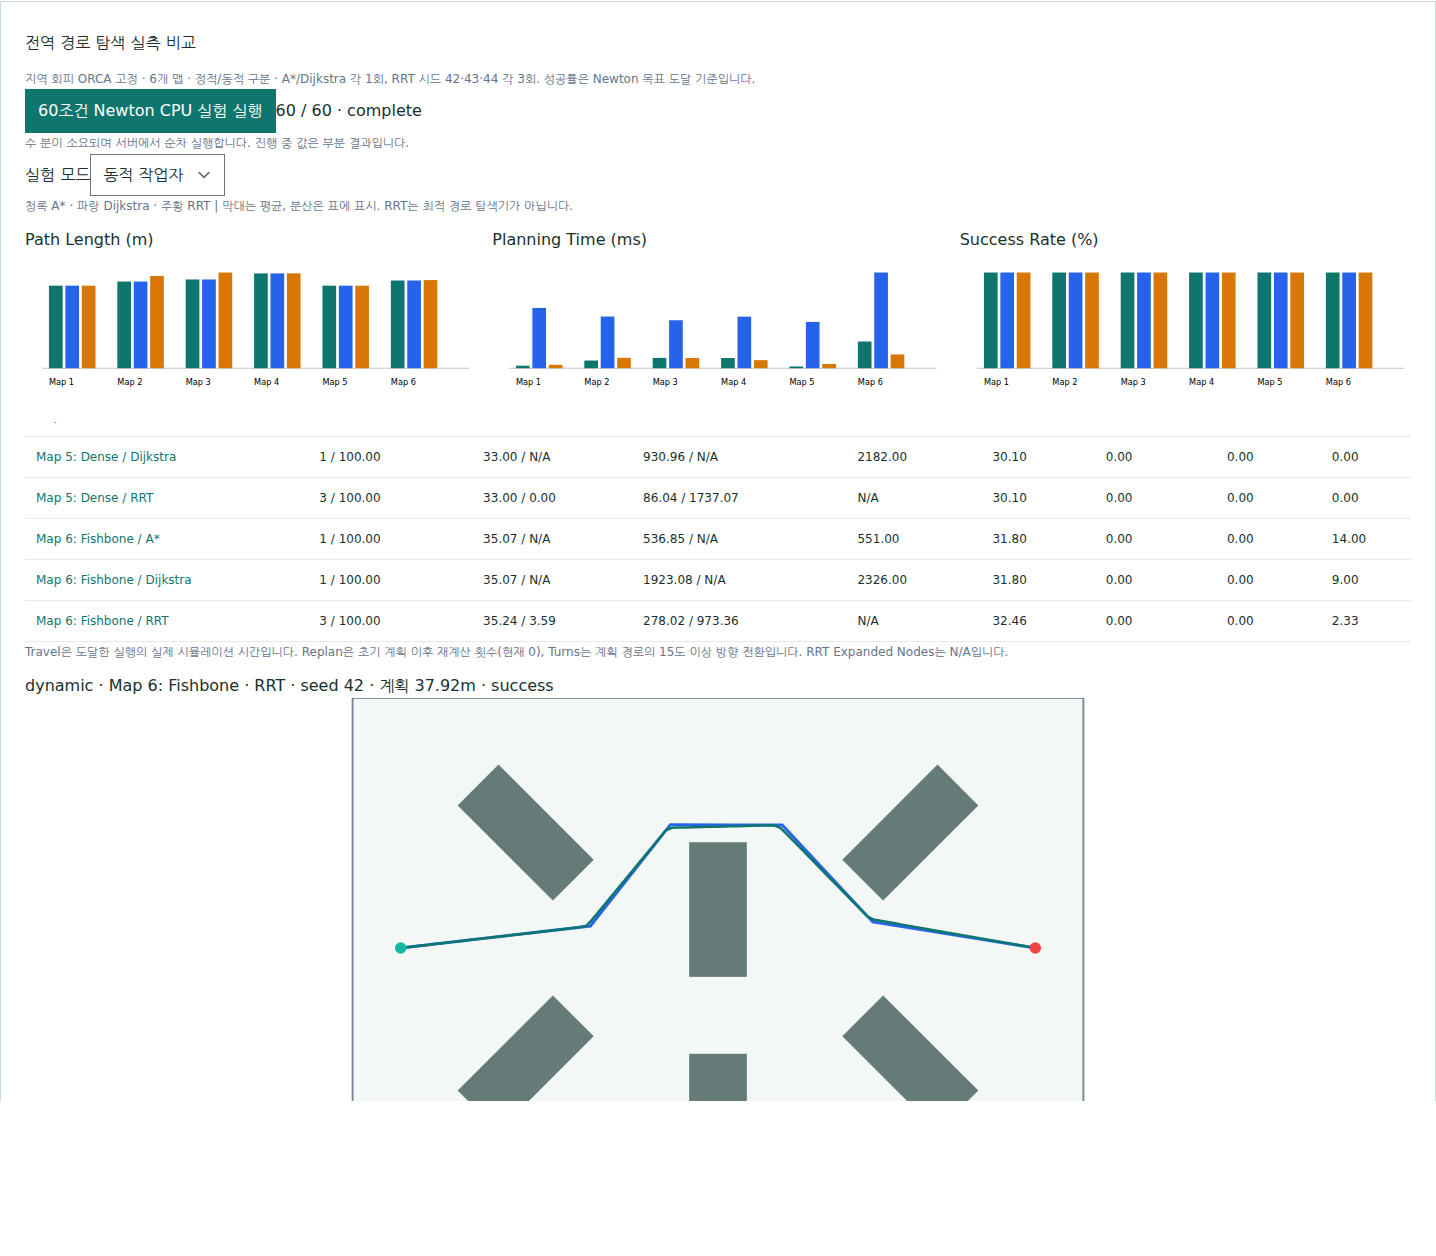 전역 경로 탐색 실측 비교
지역 회피 ORCA 고정 · 6개 맵 · 정적/동적 구분 · A*/Dijkstra 각 1회, RRT 시드 42·43·44 각 3회. 성공률은 Newton 목표 도달 기준입니다.
60조건 Newton CPU 실험 실행 60 / 60 · complete
수 분이 소요되며 서버에서 순차 실행합니다. 진행 중 값은 부분 결과입니다.
실험 모드 동적 작업자
청록 A* · 파랑 Dijkstra · 주황 RRT | 막대는 평균, 분산은 표에 표시. RRT는 최적 경로 탐색기가 아닙니다.
Path Length (m) Planning Time (ms) Success Rate (%)
Map 1 Map 2 Map 3 Map 4 Map 5 Map 6 Map 1 Map 2 Map 3 Map 4 Map 5 Map 6 Map 1 Map 2 Map 3 Map 4 Map 5 Map 6
Map 5: Dense / Dijkstra 1 / 100.00 33.00 / N/A 930.96 / N/A 2182.00 30.10 0.00 0.00 0.00
Map 5: Dense / RRT 3 / 100.00 33.00 / 0.00 86.04 / 1737.07 N/A 30.10 0.00 0.00 0.00
Map 6: Fishbone / A* 1 / 100.00 35.07 / N/A 536.85 / N/A 551.00 31.80 0.00 0.00 14.00
Map 6: Fishbone / Dijkstra 1 / 100.00 35.07 / N/A 1923.08 / N/A 2326.00 31.80 0.00 0.00 9.00
Map 6: Fishbone / RRT 3 / 100.00 35.24 / 3.59 278.02 / 973.36 N/A 32.46 0.00 0.00 2.33
Travel은 도달한 실행의 실제 시뮬레이션 시간입니다. Replan은 초기 계획 이후 재계산 횟수(현재 0), Turns는 계획 경로의 15도 이상 방향 전환입니다. RRT Expanded Nodes는 N/A입니다.
dynamic · Map 6: Fishbone · RRT · seed 42 · 계획 37.92m · success